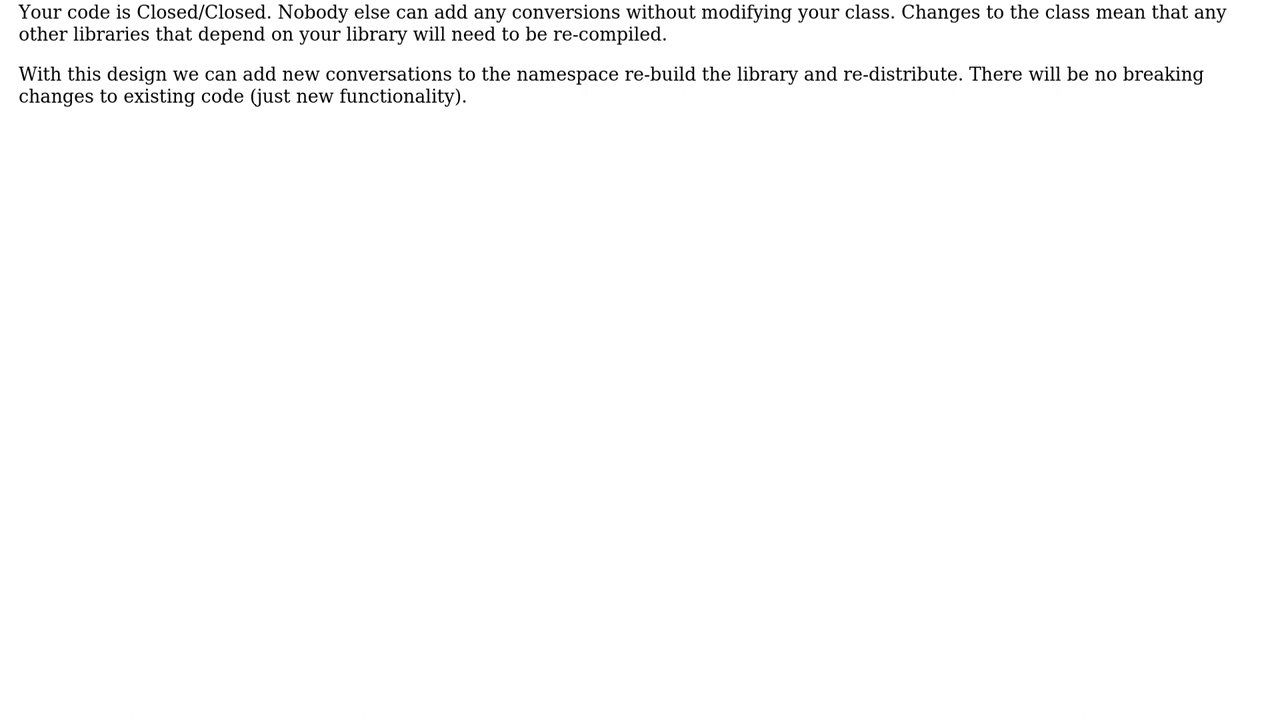 Your code is Closed/Closed. Nobody else can add any conversions without modifying your class. Changes to the class mean that any
other libraries that depend on your library will need to be re-compiled.
With this design we can add new conversations to the namespace re-build the library and re-distribute. There will be no breaking
changes to existing code (just new functionality).